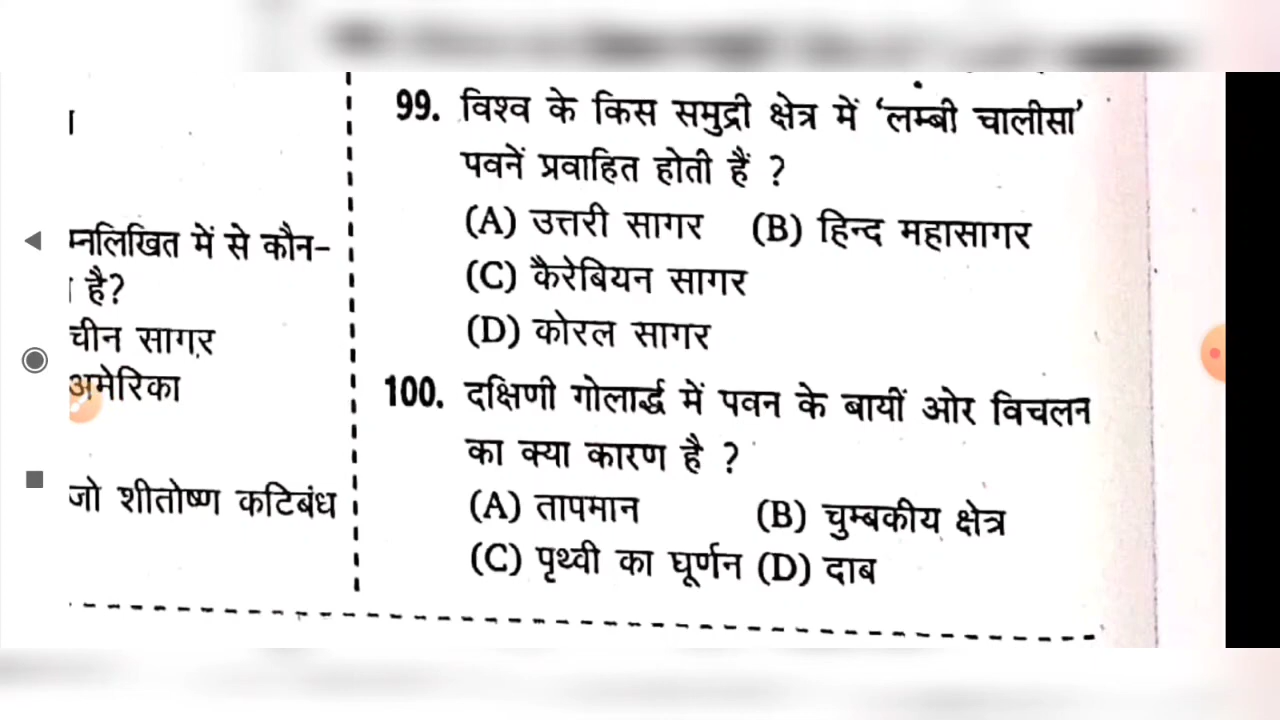 ।
म्नलिखित में से कौन-
। है?
चीन सागर
अमेरिका
जो शीतोष्ण कटिबंध
99. विश्व के किस समुद्री क्षेत्र में ‘लम्बी चालीसा’
पवनें प्रवाहित होती हैं ?
(A) उत्तरी सागर (B) हिन्द महासागर
(C) कैरेबियन सागर
(D) कोरल सागर
100. दक्षिणी गोलार्द्ध में पवन के बायीं ओर विचलन
का क्या कारण है ?
(A) तापमान (B) चुम्बकीय क्षेत्र
(C) पृथ्वी का घूर्णन (D) दाब